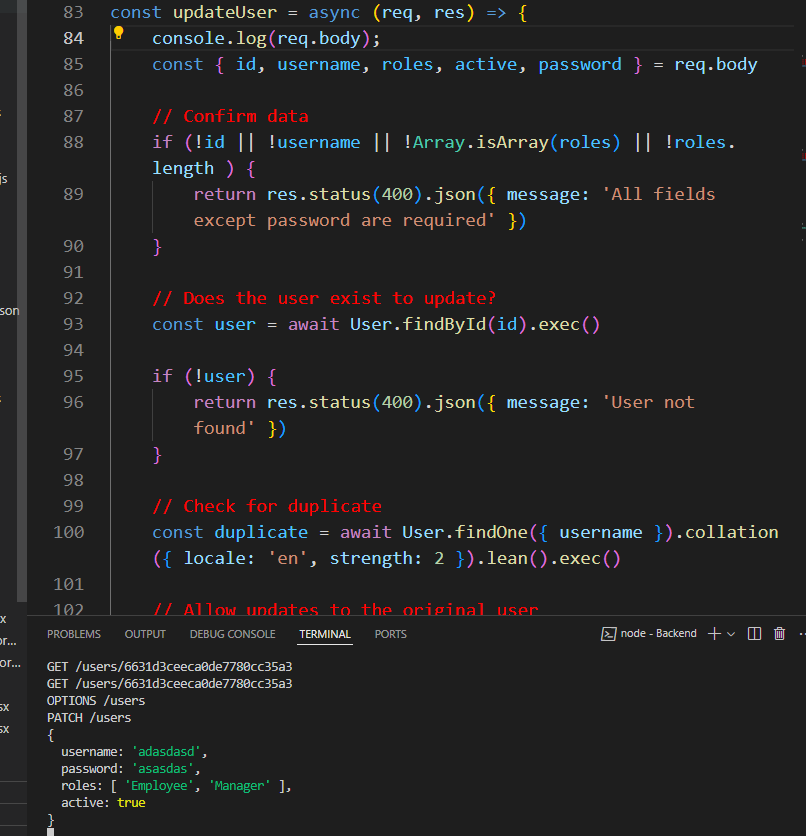 83 const updateUser = async (req, res) => {
84 console.log(req.body);
85 const { id, username, roles, active, password } = req.body
86
87 // Confirm data
88 if (!id || !username || !Array.isArray(roles) || !roles.
length ) {
89 return res.status(400).json({ message: 'All fields
except password are required' })
90 }
91
92 // Does the user exist to update?
93 const user = await User.findById(id).exec()
94
95 if (!user) {
96 return res.status(400).json({ message: 'User not
found' })
97 }
98
99 // Check for duplicate
100 const duplicate = await User.findOne({ username }).collation
({ locale: 'en', strength: 2 }).lean().exec()
101
102 // Allow updates to the original user
js
son
x
or...
or...
sx
sx
PROBLEMS OUTPUT DEBUG CONSOLE TERMINAL PORTS node - Backend
GET /users/6631d3ceeca0de7780cc35a3
GET /users/6631d3ceeca0de7780cc35a3
OPTIONS /users
PATCH /users
{
username: 'adasdasd',
password: 'asasdas',
roles: [ 'Employee', 'Manager' ],
active: true
}